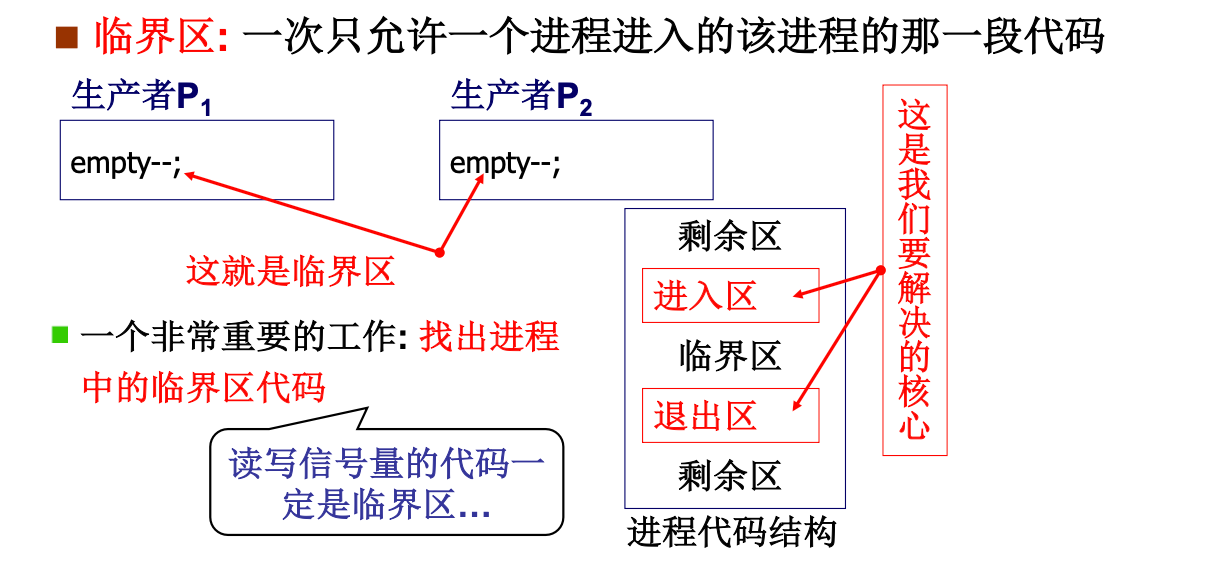 临界区: 一次只允许一个进程进入的该进程的那一段代码
生产者P1
生产者P2
empty--;
empty--;
这就是临界区
一个非常重要的工作: 找出进程
中的临界区代码
读写信号量的代码一
定是临界区...
剩余区
进入区
临界区
退出区
剩余区
进程代码结构
这是我们要解决的核心